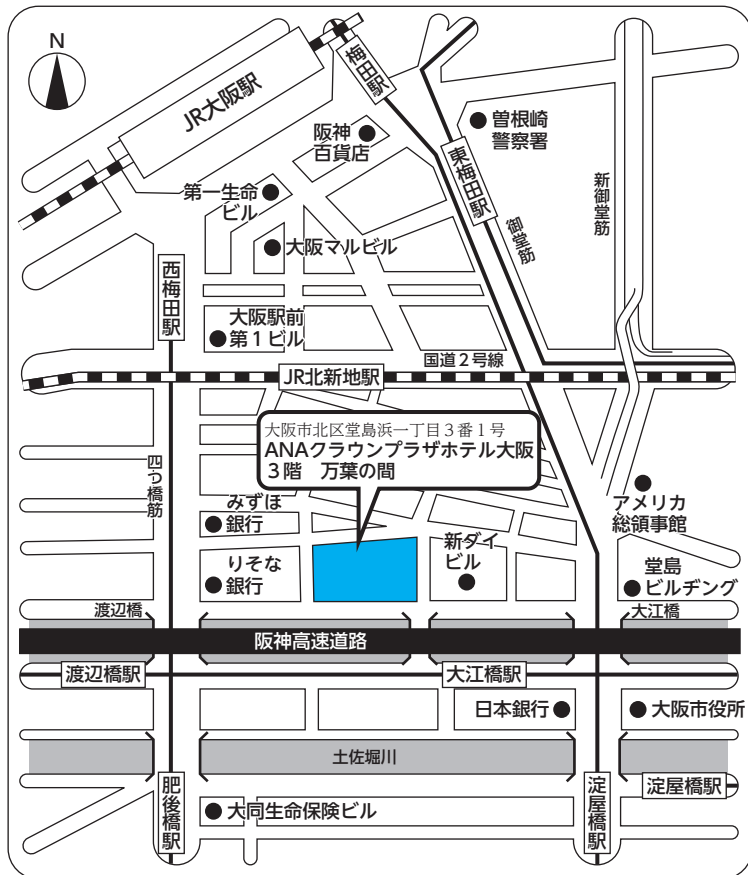 N
JR大阪駅
梅田駅
阪神
百貨店
曽根崎
警察署
東梅田駅
御堂筋
新御堂筋
第一生命
ビル
大阪マルビル
西梅田駅
大阪駅前
第1ビル
国道2号線
JR北新地駅
大阪市北区堂島浜一丁目3番1号
ANAクラウンプラザホテル大阪
3階 万葉の間
四つ橋筋
みずほ
銀行
アメリカ
総領事館
りそな
銀行
新ダイ
ビル
堂島
ビルヂング
渡辺橋
大江橋
阪神高速道路
渡辺橋駅
大江橋駅
日本銀行
大阪市役所
土佐堀川
肥後橋駅
淀屋橋駅
淀屋橋駅
大同生命保険ビル